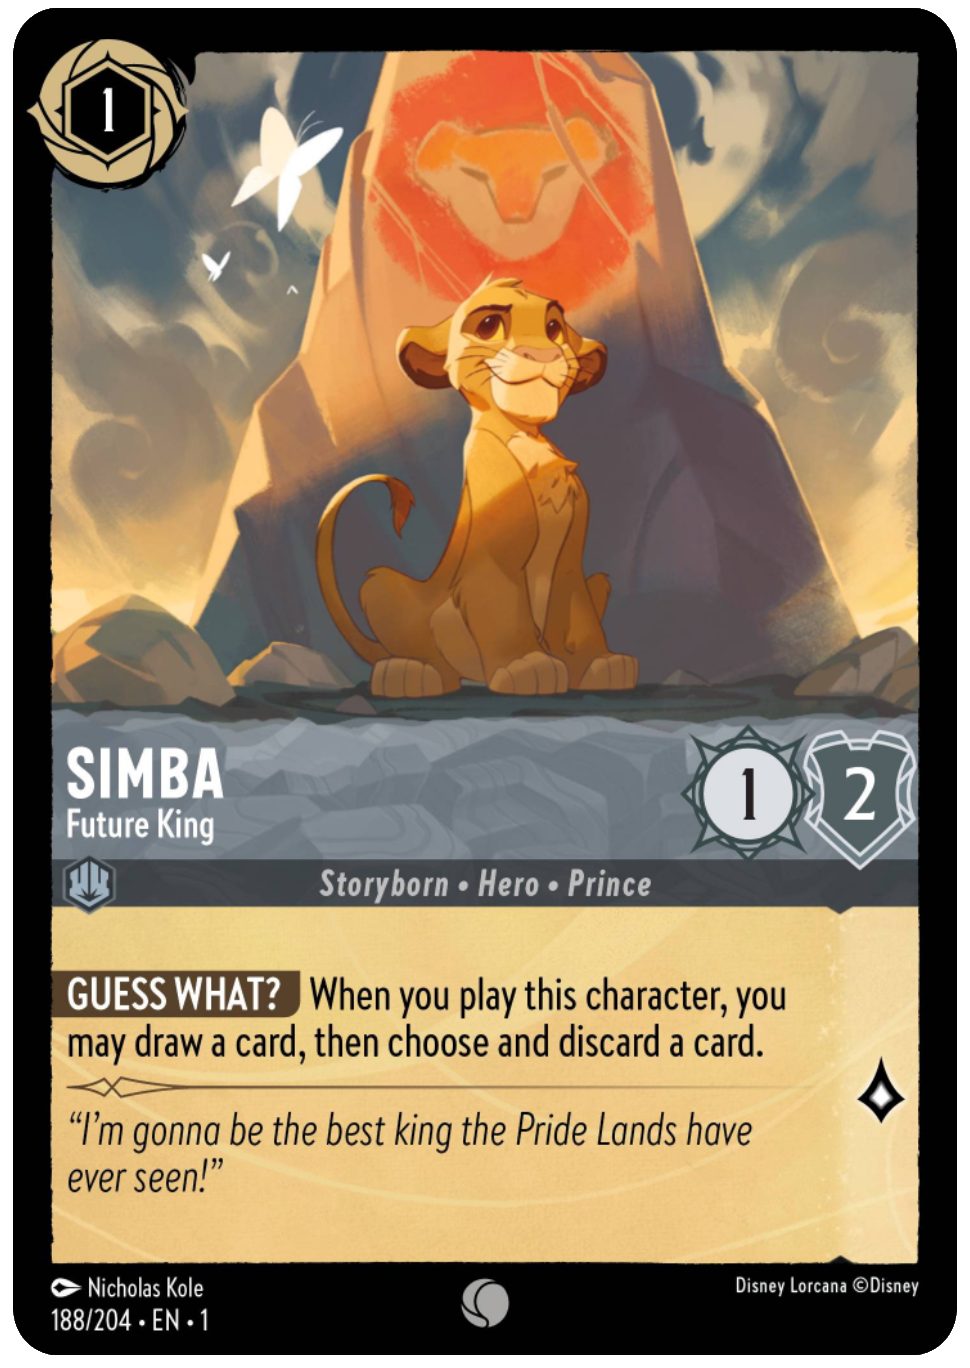 1
SIMBA
Future King
1
2
Storyborn • Hero • Prince
GUESS WHAT? When you play this character, you
may draw a card, then choose and discard a card.
“I’m gonna be the best king the Pride Lands have
ever seen!”
Nicholas Kole
188/204 • EN • 1
Disney Lorcana ©Disney